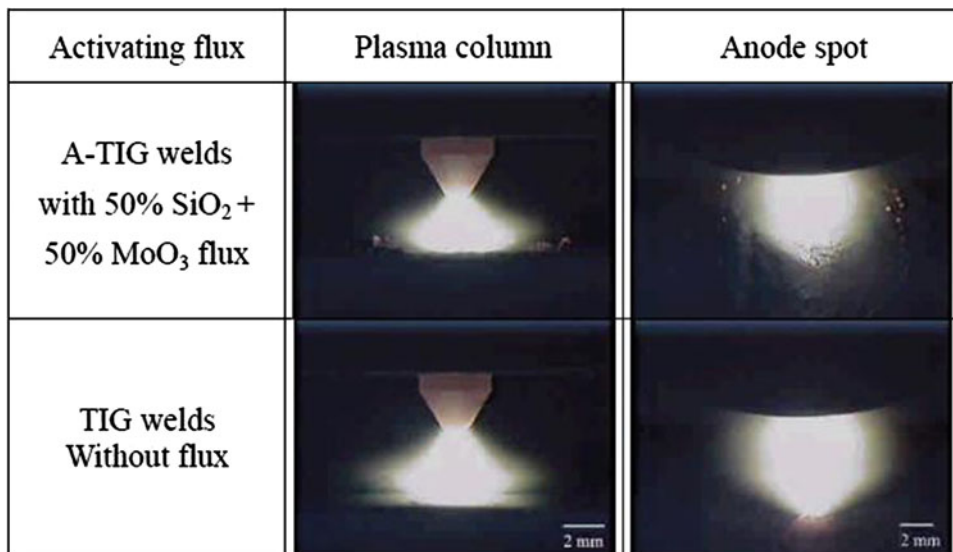 Activating flux
Plasma column
Anode spot
A-TIG welds
with 50% SiO₂ +
50% MoO₃ flux
TIG welds
Without flux
2 mm
2 mm